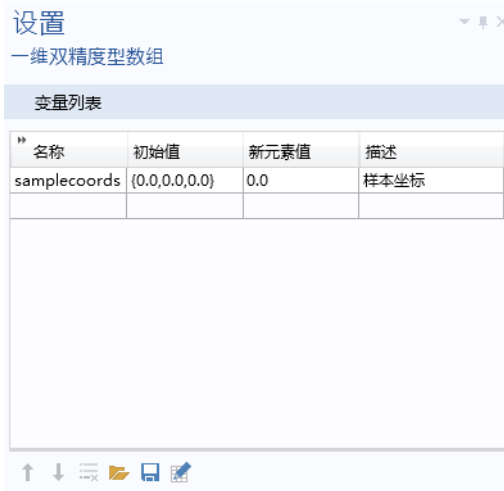 设置
一维双精度型数组
变量列表
名称 初始值 新元素值 描述
samplecoords {0.0,0.0,0.0} 0.0 样本坐标